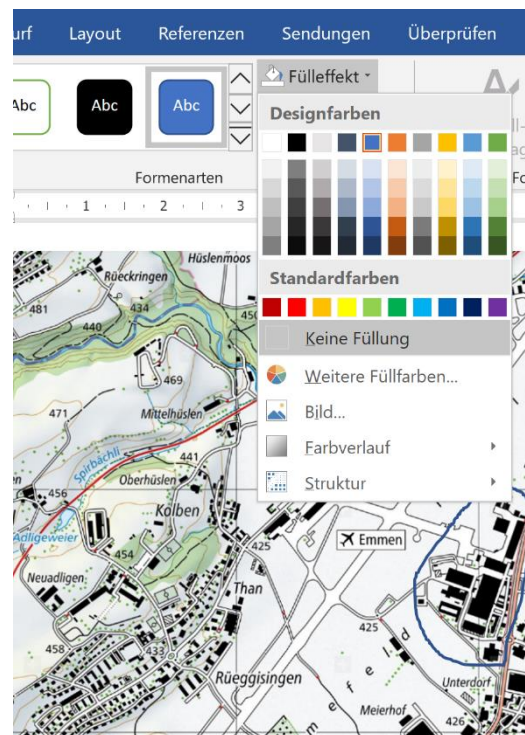 Layout Referenzen Sendungen Überprüfen
Fülleffekt
Abc Abc Abc
Designfarben
Formenarten
1 2 3
Standardfarben
Keine Füllung
Weitere Füllfarben...
Bild...
Farbverlauf
Struktur
Hüslenmoos
Rüeckringen
481
434
440
469
471
Mittelhüslen
Spirbächli
441
Oberhüslen
456
Kolben
Adligeweier
454
425
Emmen
Neuadligen
Than
425
458
433
Rüeggisingen
Unterdorf
Meierhof
426